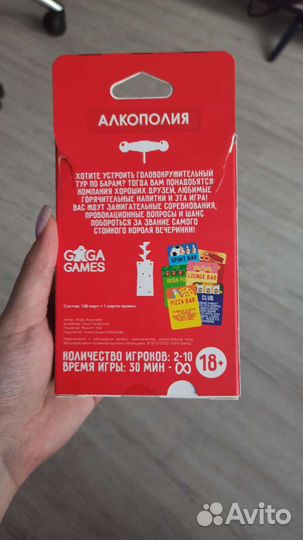 АЛКОПОЛИЯ
ХОТИТЕ УСТРОИТЬ ГОЛОВОКРУЖИТЕЛЬНЫЙ
ТУР ПО БАРАМ? ТОГДА ВАМ ПОНАДОБЯТСЯ
КОМПАНИЯ ХОРОШИХ ДРУЗЕЙ, ЛЮБИМЫЕ
ГОРЯЧИТЕЛЬНЫЕ НАПИТКИ И ЭТА ИГРА!
ВАС ЖДУТ ЗАЖИГАТЕЛЬНЫЕ СОРЕВНОВАНИЯ,
ПРОВОКАЦИОННЫЕ ВОПРОСЫ И ШАНС
ПОБОРОТЬСЯ ЗА ЗВАНИЕ САМОГО
СТОЙКОГО КОРОЛЯ ВЕЧЕРИНКИ!
GAGA
GAMES
SPORT BAR
LOUNGE BAR
PIZZA BAR
CLUB
КОЛИЧЕСТВО ИГРОКОВ: 2-10
ВРЕМЯ ИГРЫ: 30 МИН - ∞
18+
Avito